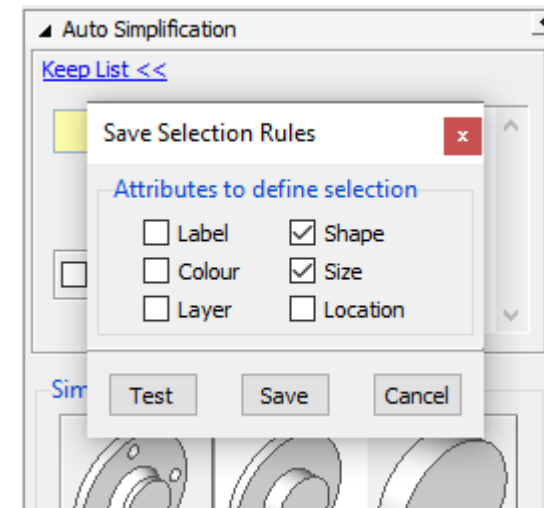 Auto Simplification
Keep List <<
Save Selection Rules
x
Attributes to define selection
Label Shape
Colour Size
Layer Location
Sim
Test Save Cancel